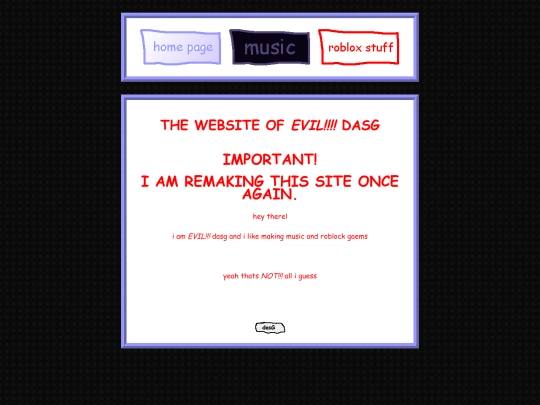 home page
music
roblox stuff
THE WEBSITE OF EVIL!!!! DASG
IMPORTANT!
I AM REMAKING THIS SITE ONCE
AGAIN.
hey there!
i am EVIL!!! dasg and i like making music and roblock gaems
yeah thats NOT!!! all i guess
dasG